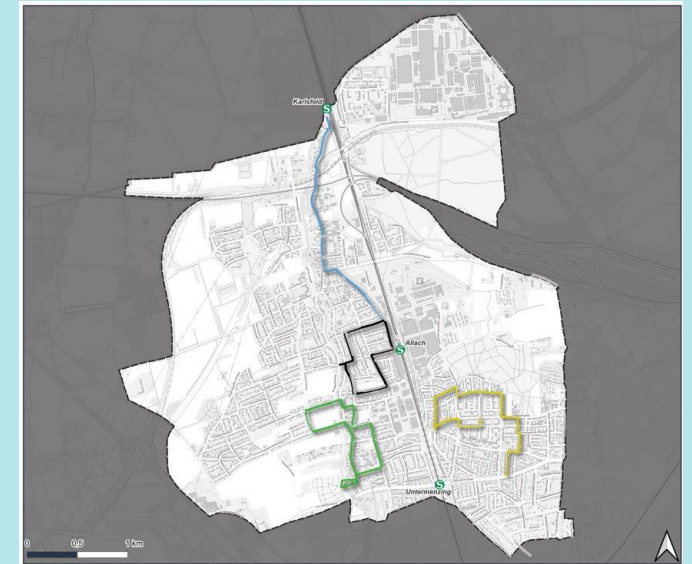 Karlsfeld
S
Allach
S
S
Untermenzing
0 0,5 1 km